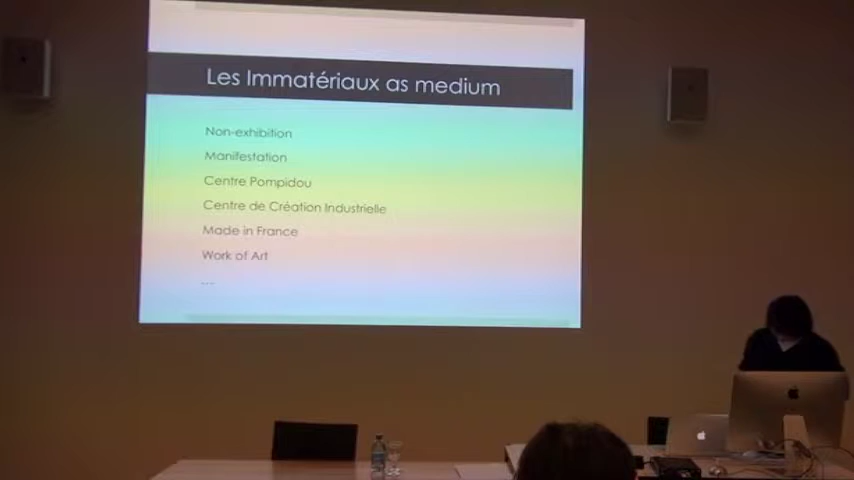 Les Immatériaux as medium
Non-exhibition
Manifestation
Centre Pompidou
Centre de Création Industrielle
Made in France
Work of Art
...